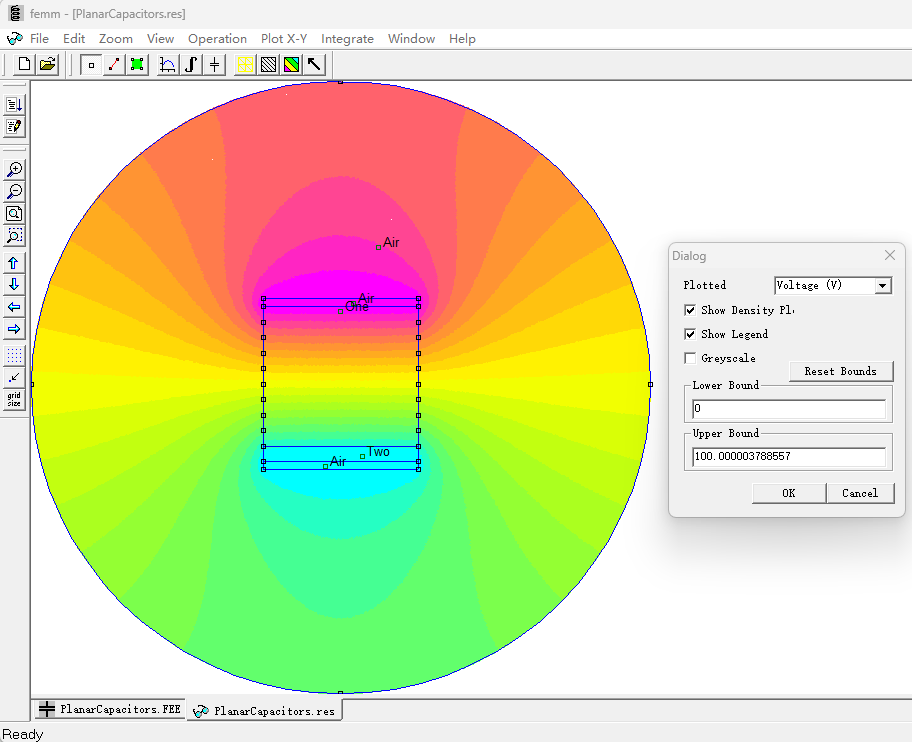 femm - [PlanarCapacitors.res]
File Edit Zoom View Operation Plot X-Y Integrate Window Help
grid
size
Air
Air
One
Two
Air
Dialog
Plotted Voltage (V)
Show Density Pl
Show Legend
Greyscale
Reset Bounds
Lower Bound
0
Upper Bound
100.000003788557
OK Cancel
PlanarCapacitors.FEE PlanarCapacitors.res
Ready